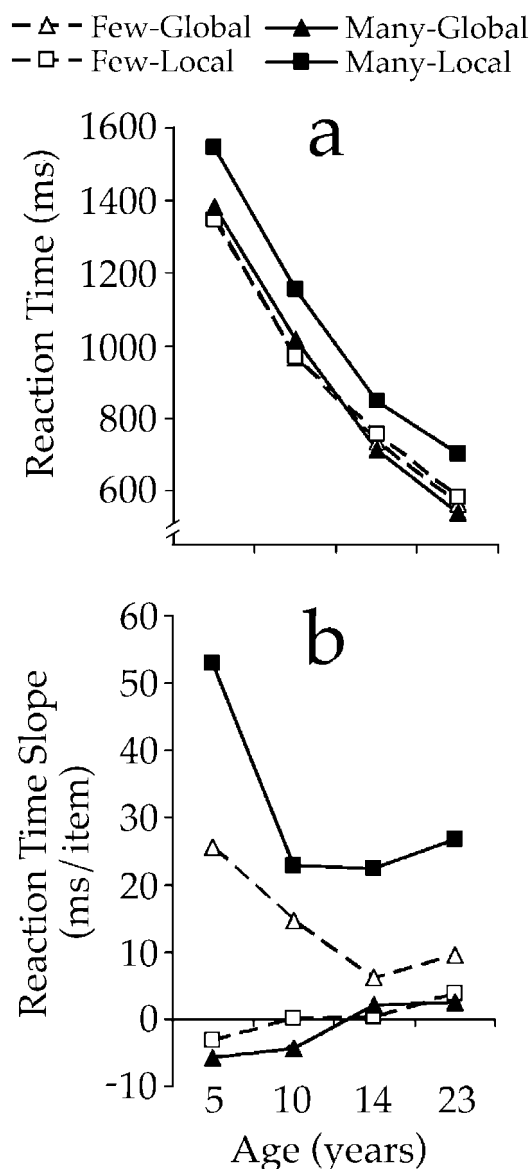 Few-Global Many-Global
Few-Local Many-Local
a
1600
1400
1200
1000
800
600
Reaction Time (ms)
b
60
50
40
30
20
10
0
-10
Reaction Time Slope
(ms/item)
5 10 14 23
Age (years)